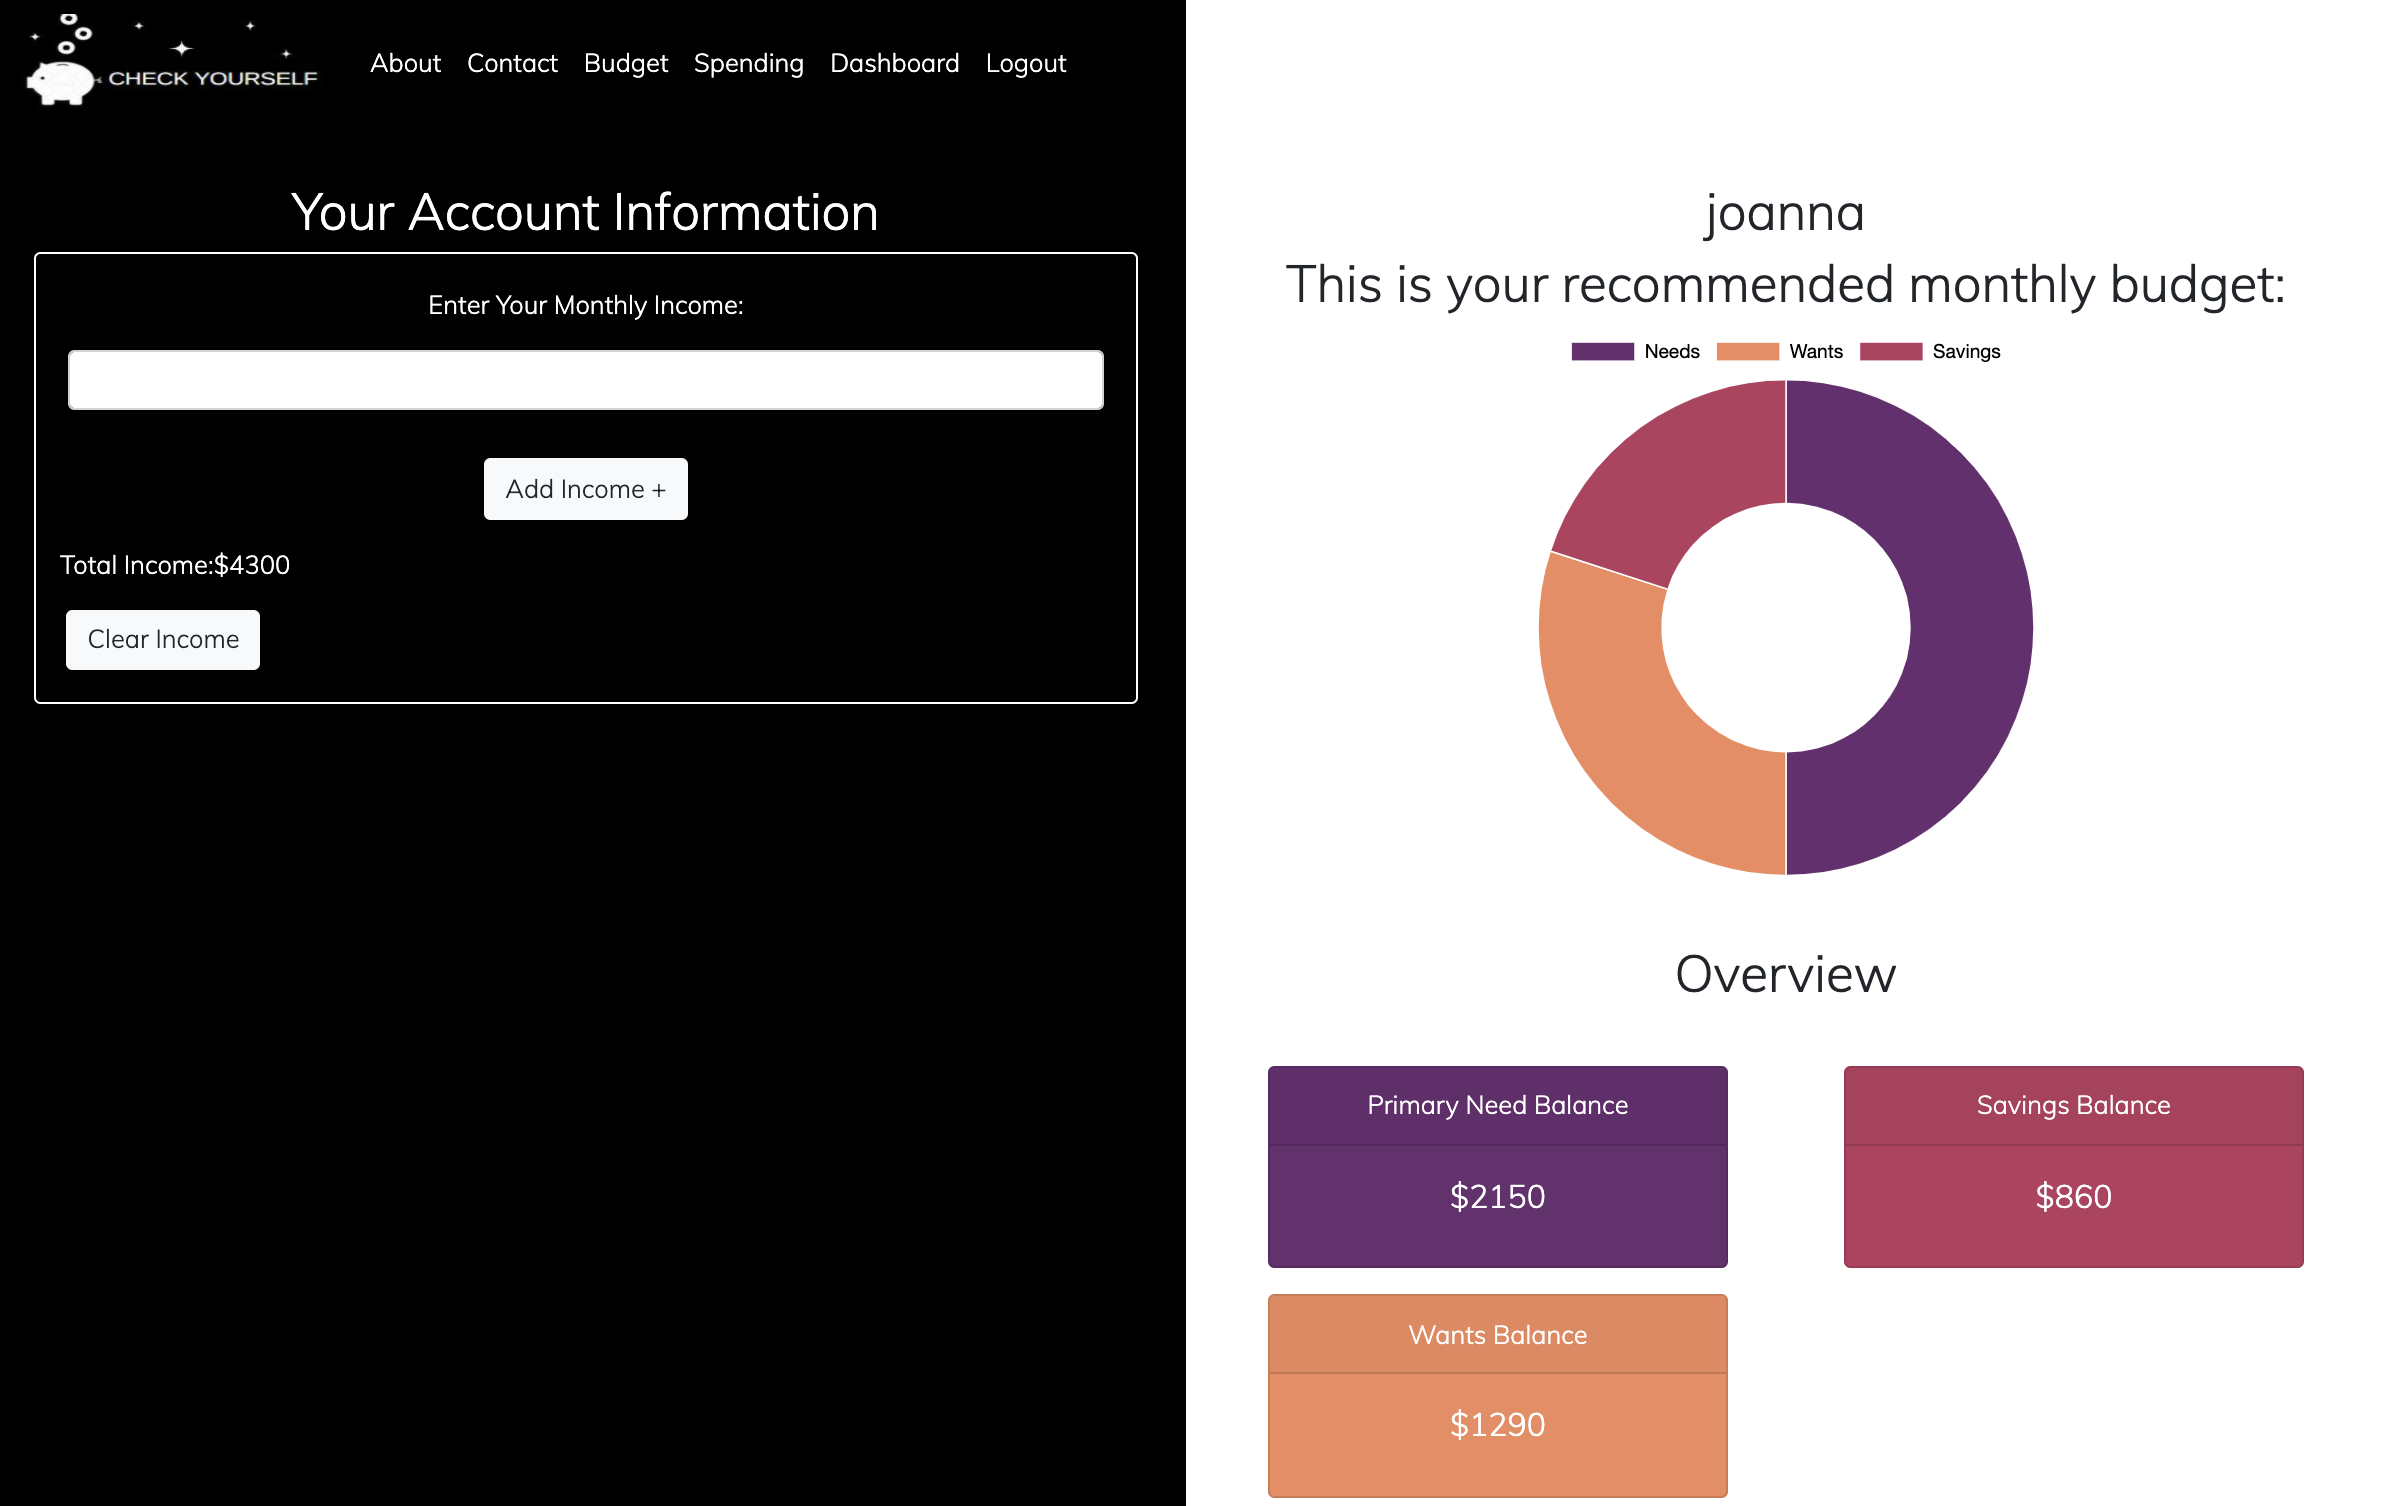 CHECK YOURSELF
About Contact Budget Spending Dashboard Logout
Your Account Information
Enter Your Monthly Income:
Add Income +
Total Income:$4300
Clear Income
joanna
This is your recommended monthly budget:
Needs Wants Savings
Overview
Primary Need Balance
$2150
Savings Balance
$860
Wants Balance
$1290